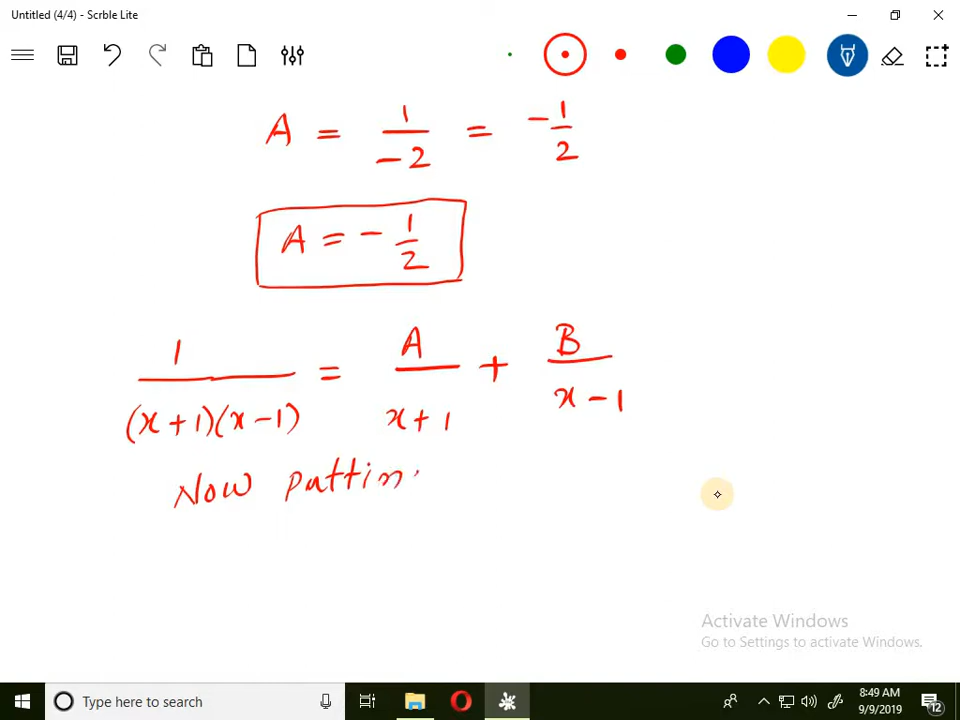 Untitled (4/4) - Scrble Lite
A = 1/-2 = -1/2
A = - 1/2
1/(x+1)(x-1) = A/x+1 + B/x-1
Now puttin
Activate Windows
Go to Settings to activate Windows.
Type here to search
12
8:49 AM
9/9/2019